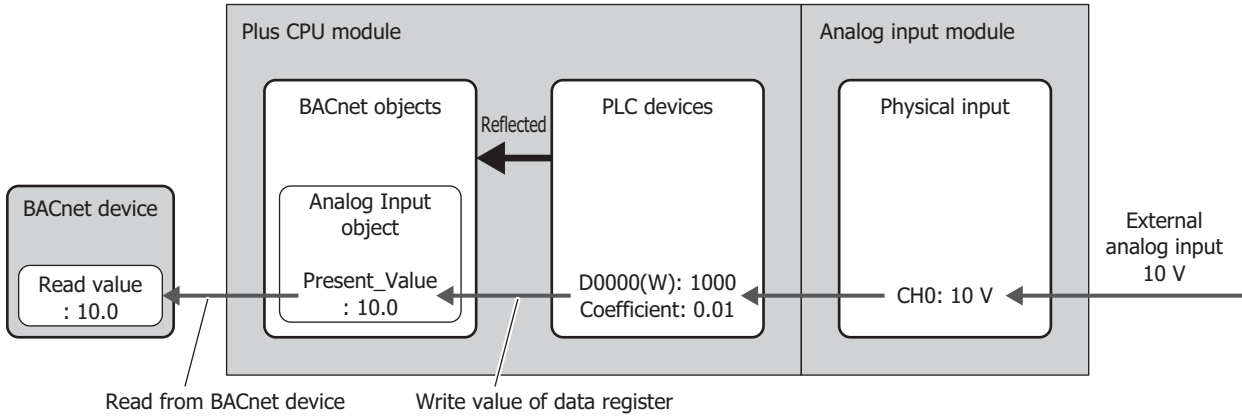 Plus CPU module
Analog input module
BACnet objects
Reflected
PLC devices
Physical input
BACnet device
Analog Input
object
External
analog input
10 V
Read value
: 10.0
Present_Value
: 10.0
D0000(W): 1000
Coefficient: 0.01
CH0: 10 V
Read from BACnet device
Write value of data register